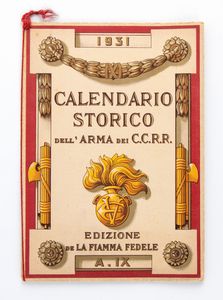 1931
CALENDARIO
STORICO
DELL'ARMA DEI C.C.R.R.
EDIZIONE
DE LA FIAMMA FEDELE
A. IX